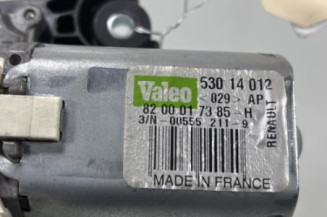 Valeo
530 14 012
<029> AP
82 00 01 73 85 - H
S/N - 00555 211 - 9
RENAULT
MADE IN FRANCE